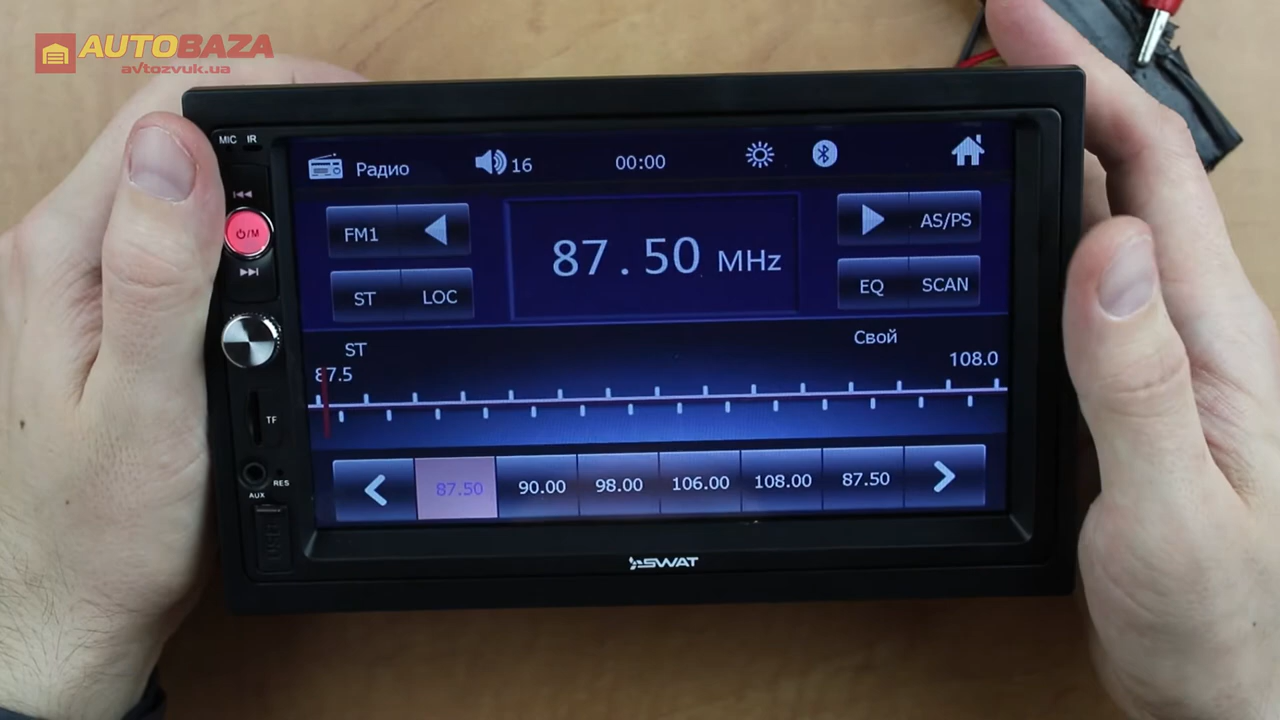 AUTOBAZA
avtozvuk.ua
MIC IR
Радио
16
00:00
FM1
AS/PS
87.50 MHz
ST LOC
EQ SCAN
⏻/M
ST
Свой
87.5
108.0
TF
RES
AUX
87.50 90.00 98.00 106.00 108.00 87.50
USB
SWAT